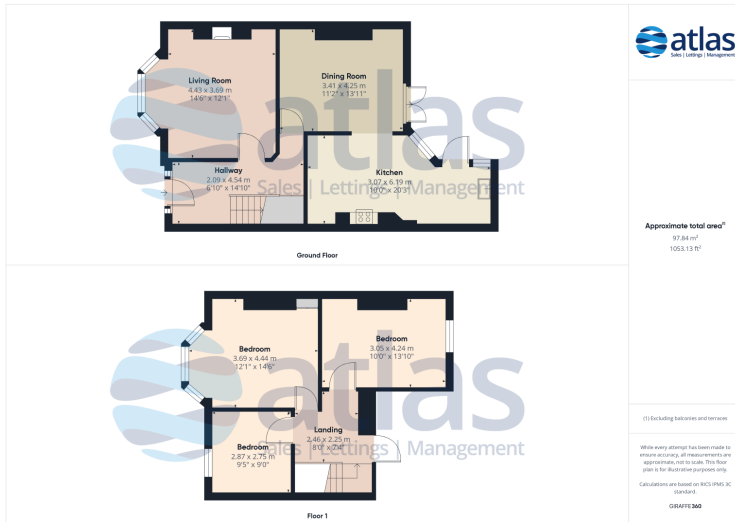 atlas
Sales | Lettings | Management
Living Room
4.43 x 3.69 m
14'6" x 12'1"
Dining Room
3.41 x 4.25 m
11'2" x 13'11"
Hallway
2.09 x 4.54 m
6'10" x 14'10"
Kitchen
3.07 x 6.19 m
10'0" x 20'3"
atlas
Sales | Lettings | Management
Ground Floor
Approximate total area(1)
97.84 m²
1053.13 ft²
Bedroom
3.69 x 4.44 m
12'1" x 14'6"
Bedroom
3.05 x 4.24 m
10'0" x 13'10"
Landing
2.46 x 2.25 m
8'0" x 7'4"
Bedroom
2.87 x 2.75 m
9'5" x 9'0"
atlas
Sales | Lettings | Management
Floor 1
(1) Excluding balconies and terraces
While every attempt has been made to
ensure accuracy, all measurements are
approximate, not to scale. This floor
plan is for illustrative purposes only.
Calculations are based on RICS IPMS 3C
standard.
GIRAFFE360